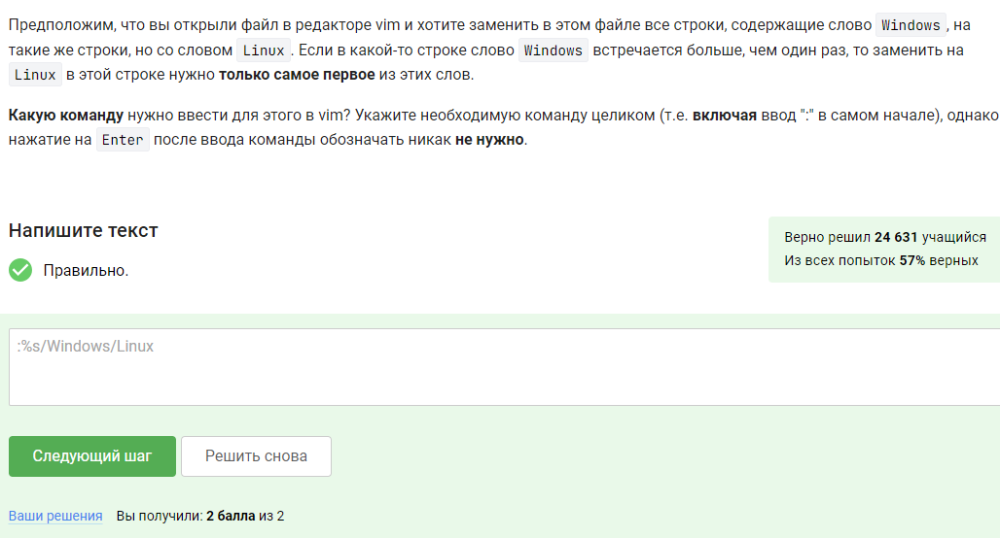 Предположим, что вы открыли файл в редакторе vim и хотите заменить в этом файле все строки, содержащие слово Windows, на
такие же строки, но со словом Linux. Если в какой-то строке слово Windows встречается больше, чем один раз, то заменить на
Linux в этой строке нужно только самое первое из этих слов.
Какую команду нужно ввести для этого в vim? Укажите необходимую команду целиком (т.е. включая ввод ":" в самом начале), однако
нажатие на Enter после ввода команды обозначать никак не нужно.
Напишите текст
Верно решил 24 631 учащийся
Из всех попыток 57% верных
Правильно.
:%s/Windows/Linux
Следующий шаг Решить снова
Ваши решения Вы получили: 2 балла из 2